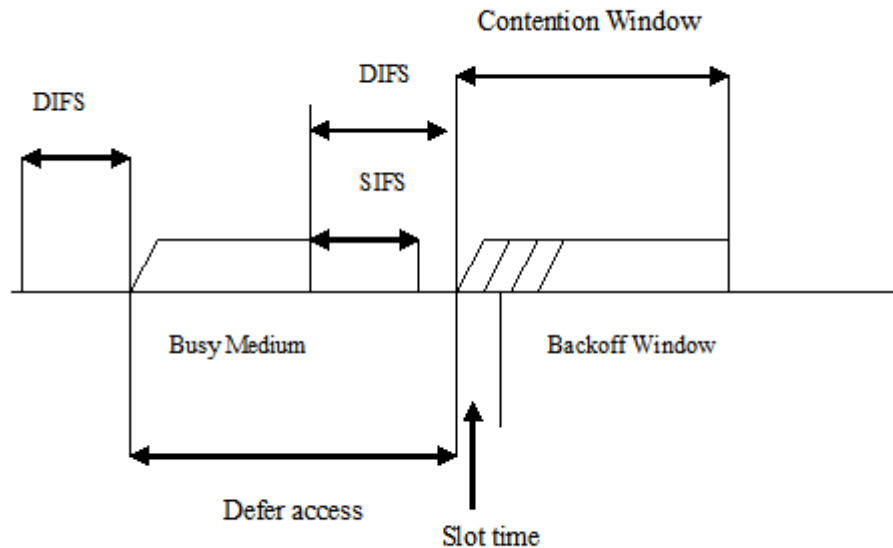 Contention Window
DIFS
DIFS
SIFS
Busy Medium
Backoff Window
Defer access
Slot time